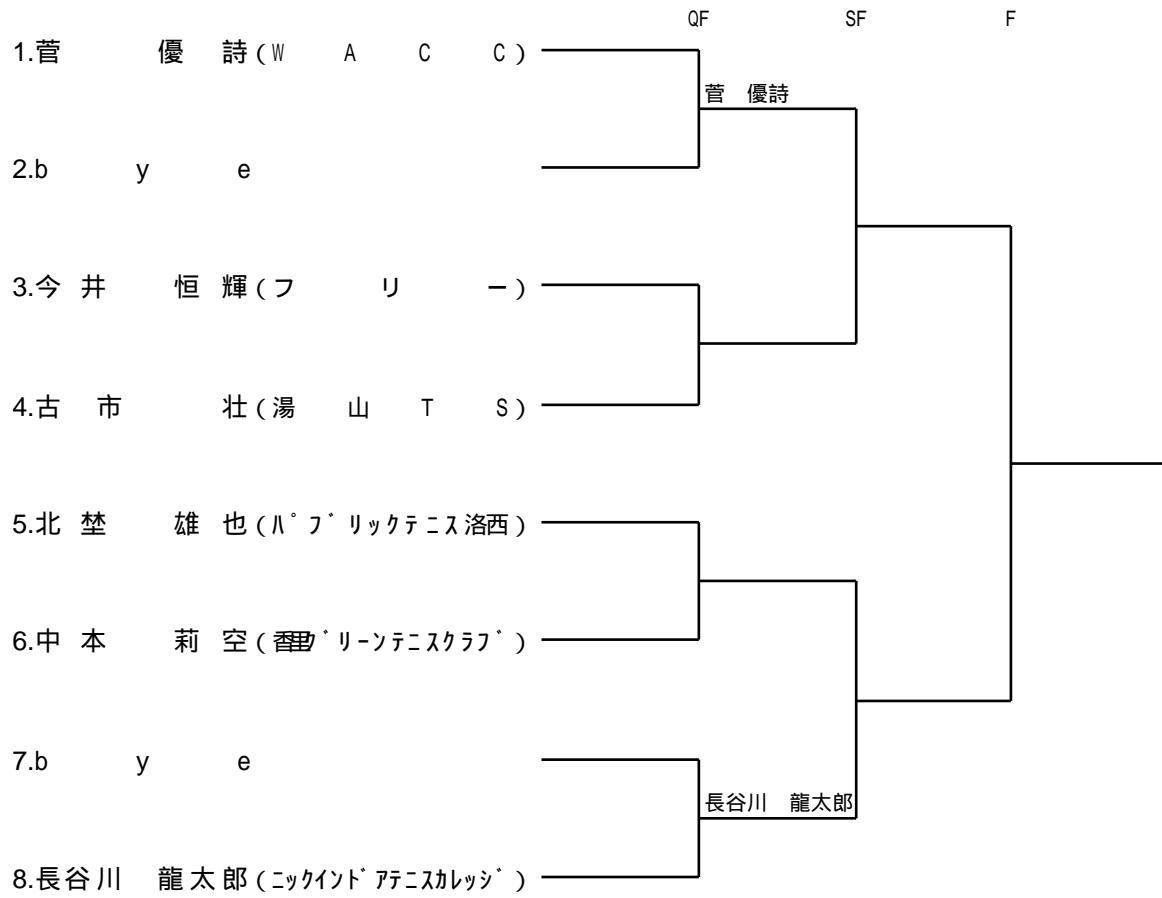 QF SF F
1.菅 優 詩 (W A C C)
菅 優詩
2.b y e
3.今 井 恒 輝 (フ リ ー)
4.古 市 壮 (湯 山 T S)
5.北 埜 雄 也 (ﾊﾟﾌﾞﾘｯｸﾃﾆｽ洛西)
6.中 本 莉 空 (香里ｸﾞﾘｰﾝﾃﾆｽｸﾗﾌﾞ)
7.b y e
長谷川 龍太郎
8.長谷川 龍太郎 (ﾆｯｸｲﾝﾄﾞｱﾃﾆｽｶﾚｯｼﾞ)